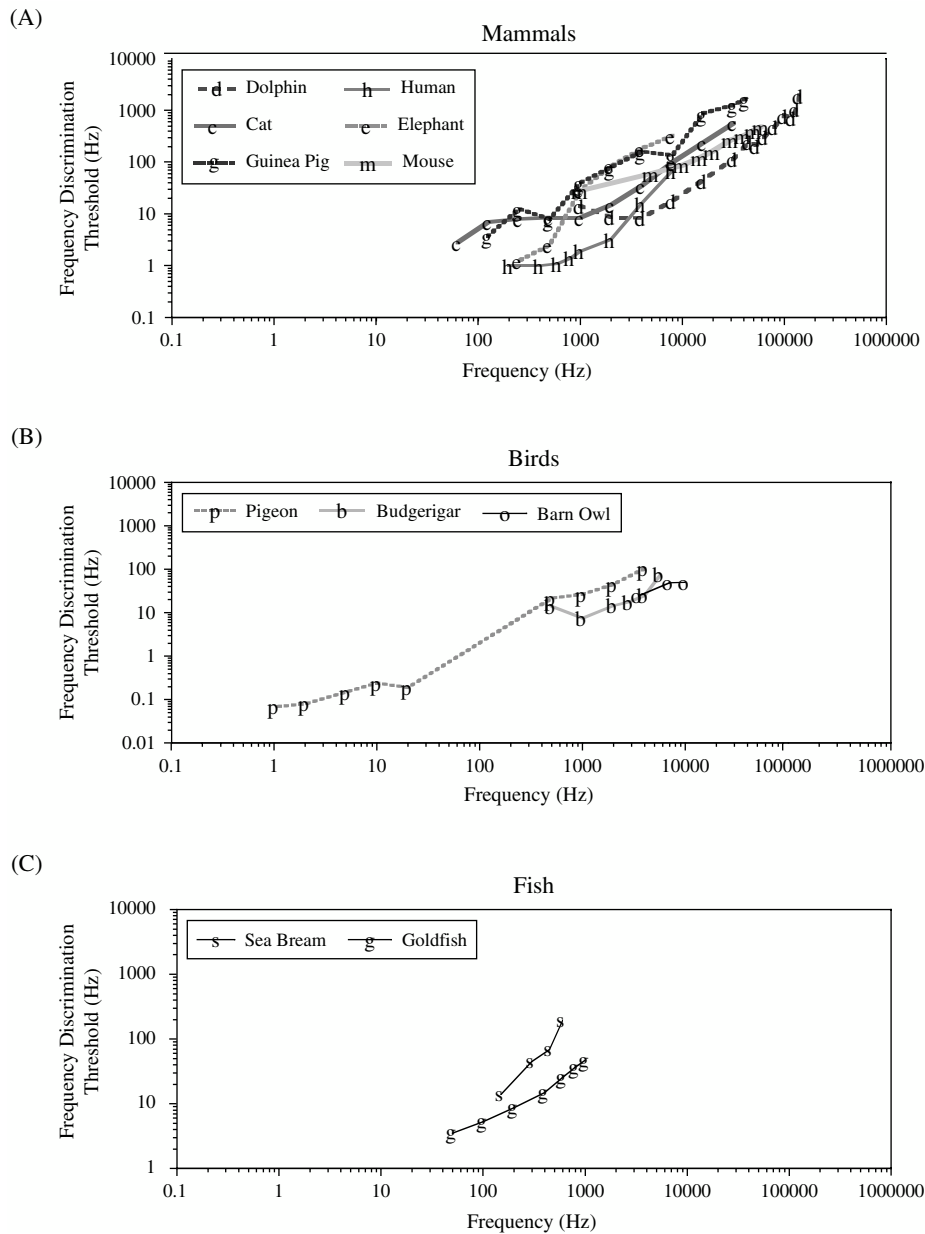 (A)
Mammals
Frequency Discrimination
Threshold (Hz)
10000
1000
100
10
1
0.1
d Dolphin
h Human
c Cat
e Elephant
g Guinea Pig
m Mouse
0.1 1 10 100 1000 10000 100000 1000000
Frequency (Hz)
(B)
Birds
Frequency Discrimination
Threshold (Hz)
10000
1000
100
10
1
0.1
0.01
p Pigeon b Budgerigar o Barn Owl
0.1 1 10 100 1000 10000 100000 1000000
Frequency (Hz)
(C)
Fish
Frequency Discrimination
Threshold (Hz)
10000
1000
100
10
1
s Sea Bream g Goldfish
0.1 1 10 100 1000 10000 100000 1000000
Frequency (Hz)